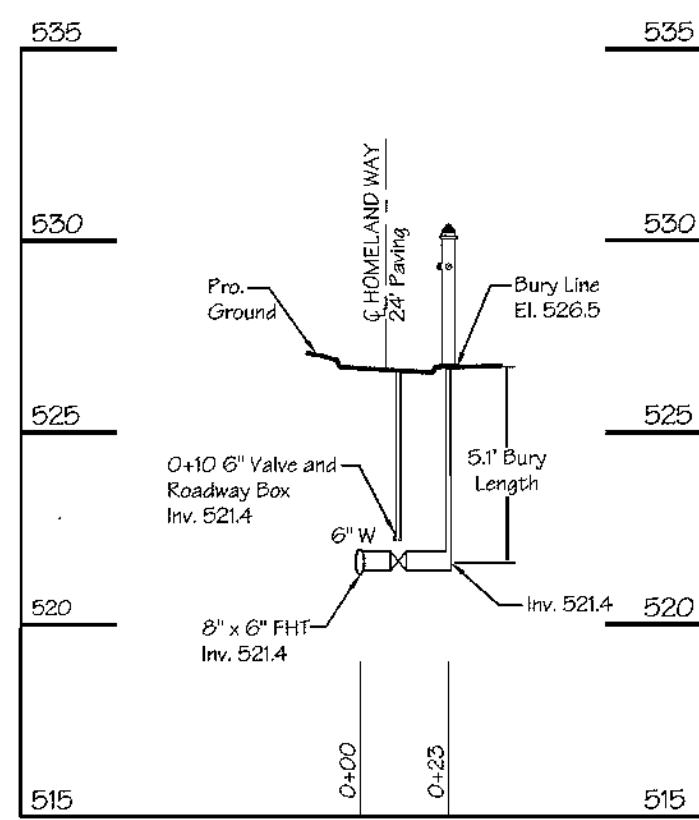 535
535
530
530
℄ HOMELAND WAY
24' Paving
Pro.
Ground
Bury Line
El. 526.5
525
525
0+10 6" Valve and
Roadway Box
Inv. 521.4
5.1' Bury
Length
6" W
520
8" x 6" FHT
Inv. 521.4
Inv. 521.4
520
0+00
0+23
515
515